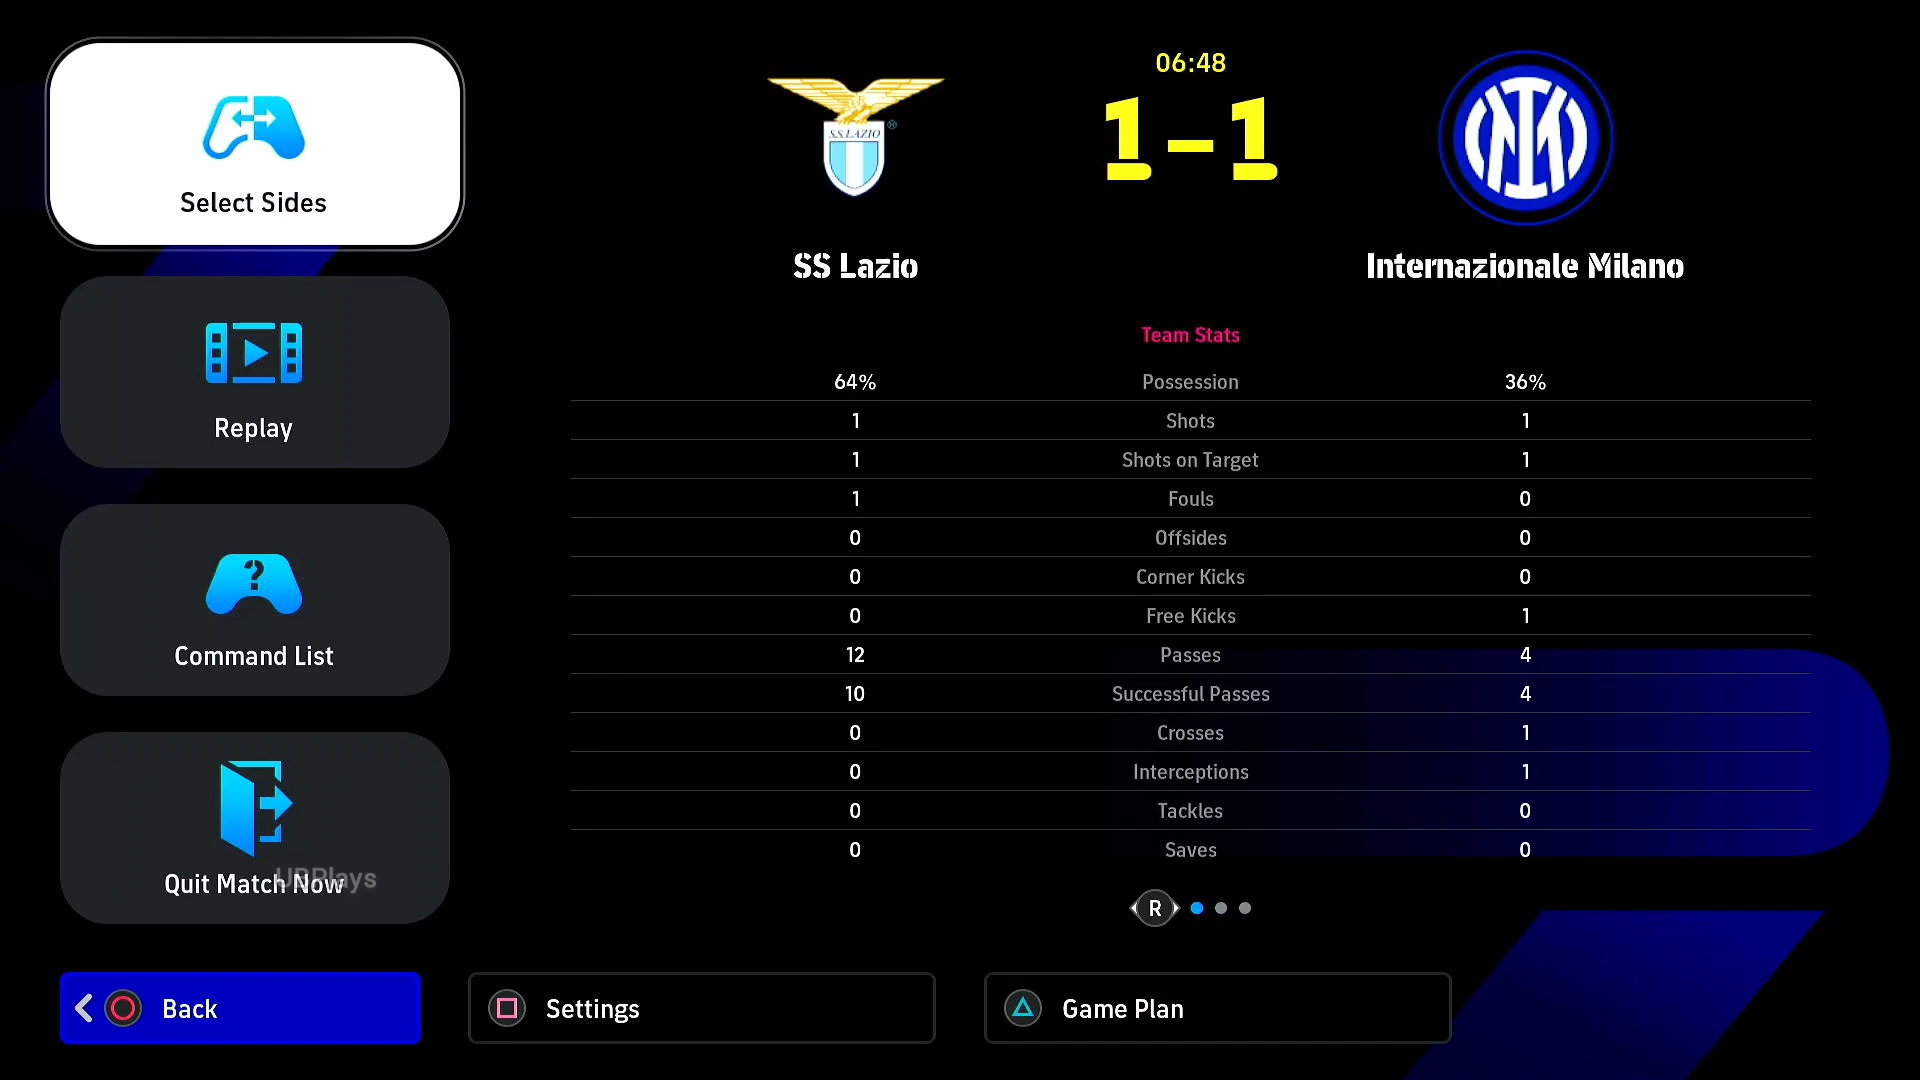 Select Sides
Replay
Command List
Quit Match Now
UBPlays
06:48
1-1
S.S.LAZIO
®
SS Lazio
Internazionale Milano
Team Stats
64% Possession 36%
1 Shots 1
1 Shots on Target 1
1 Fouls 0
0 Offsides 0
0 Corner Kicks 0
0 Free Kicks 1
12 Passes 4
10 Successful Passes 4
0 Crosses 1
0 Interceptions 1
0 Tackles 0
0 Saves 0
R
Back
Settings
Game Plan